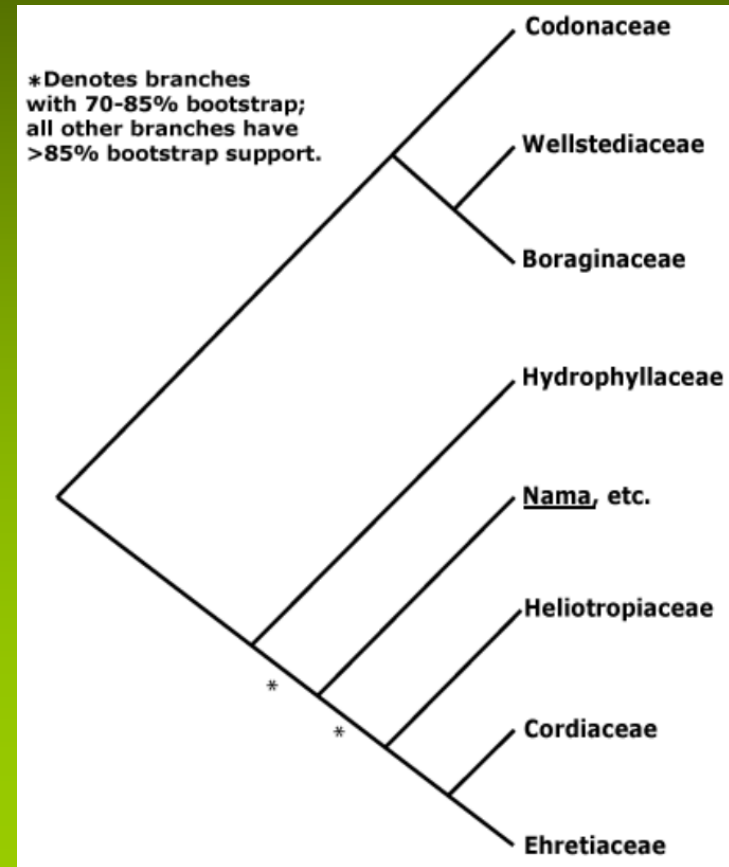 Codonaceae
*Denotes branches
with 70-85% bootstrap;
all other branches have
>85% bootstrap support.
Wellstediaceae
Boraginaceae
Hydrophyllaceae
Nama, etc.
Heliotropiaceae
*
*
Cordiaceae
Ehretiaceae